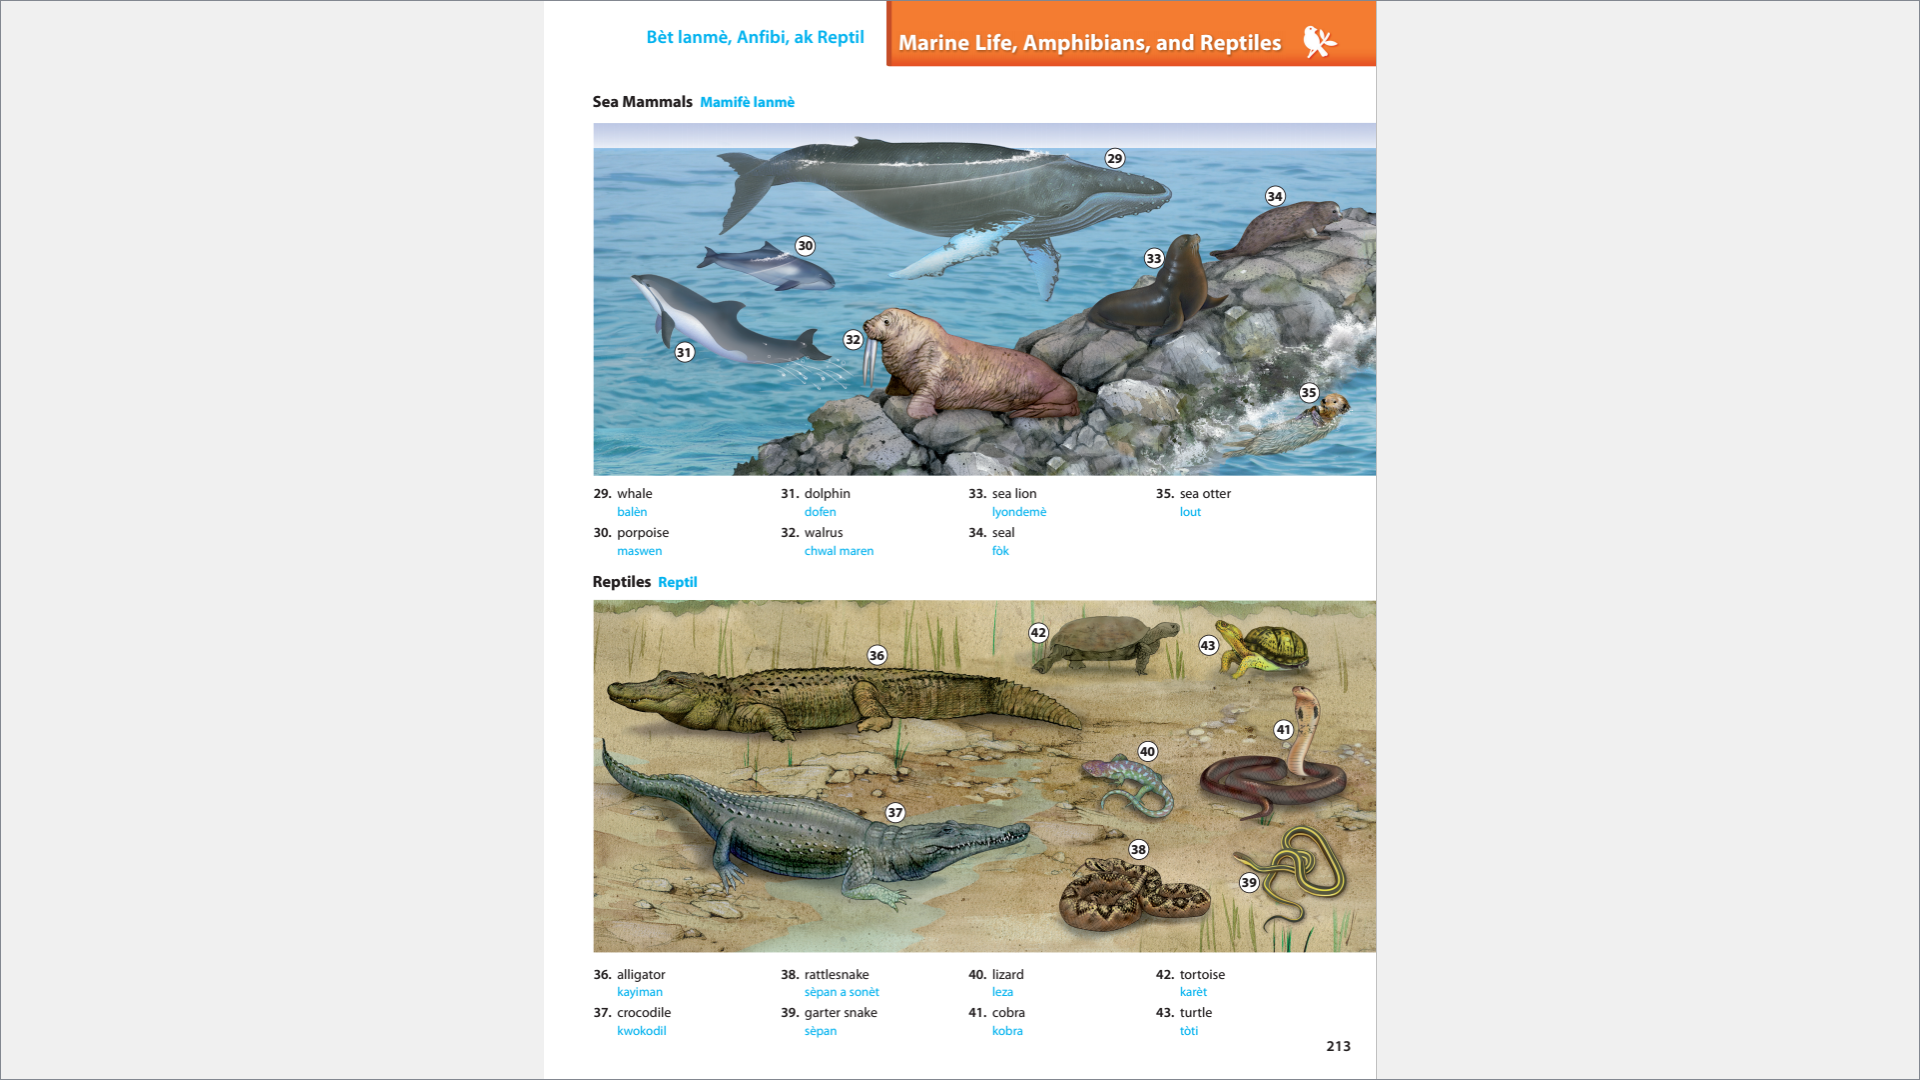 Bèt lanmè, Anfibi, ak Reptil
Marine Life, Amphibians, and Reptiles
Sea Mammals Mamifè lanmè
29
34
33
30
32
31
35
29. whale
balèn
30. porpoise
maswen
31. dolphin
dofen
32. walrus
chwal maren
33. sea lion
lyondemè
34. seal
fòk
35. sea otter
lout
Reptiles Reptil
42
43
36
41
40
37
38
39
36. alligator
kayiman
37. crocodile
kwokodil
38. rattlesnake
sèpan a sonèt
39. garter snake
sèpan
40. lizard
leza
41. cobra
kobra
42. tortoise
karèt
43. turtle
tòti
213